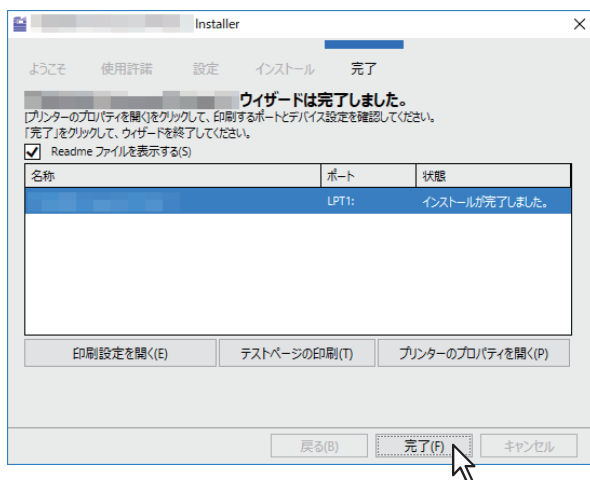 Installer
ようこそ 使用許諾 設定 インストール 完了
ウィザードは完了しました。
[プリンターのプロパティを開く]をクリックして、印刷するポートとデバイス設定を確認してください。
「完了」をクリックして、ウィザードを終了してください。
Readme ファイルを表示する(S)
名称 ポート 状態
LPT1: インストールが完了しました。
印刷設定を開く(E) テストページの印刷(T) プリンターのプロパティを開く(P)
戻る(B) 完了(F) キャンセル